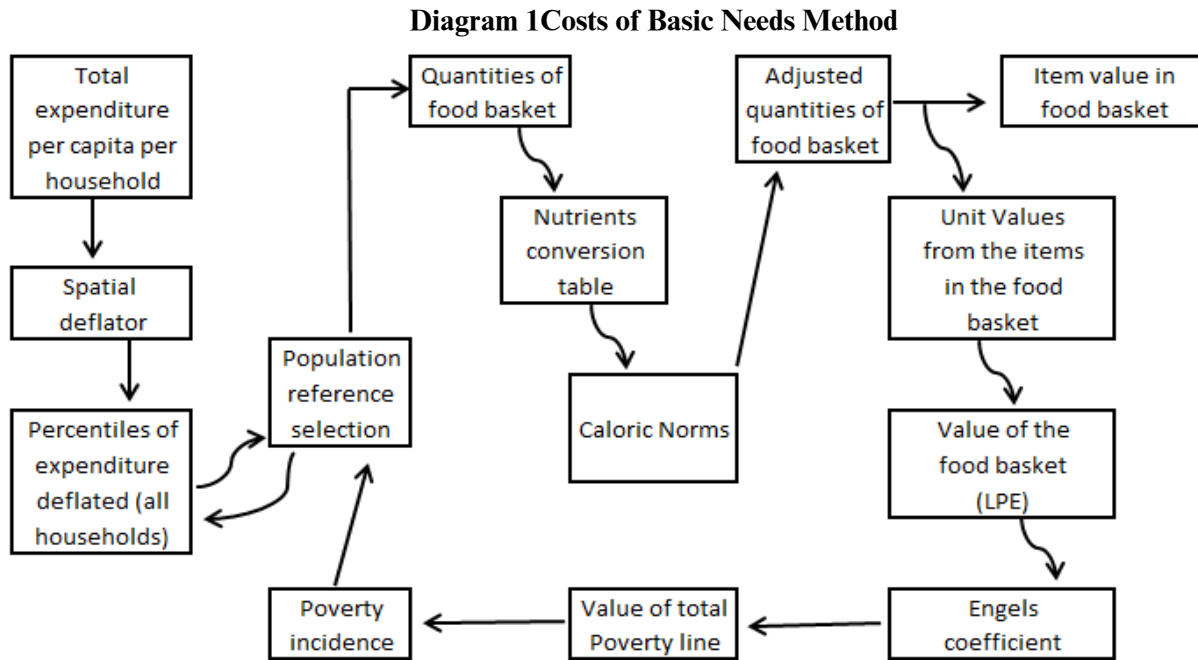 Diagram 1Costs of Basic Needs Method
Total
expenditure
per capita per
household
Spatial
deflator
Percentiles of
expenditure
deflated (all
households)
Population
reference
selection
Quantities of
food basket
Nutrients
conversion
table
Caloric Norms
Adjusted
quantities of
food basket
Item value in
food basket
Unit Values
from the items
in the food
basket
Value of the
food basket
(LPE)
Engels
coefficient
Value of total
Poverty line
Poverty
incidence